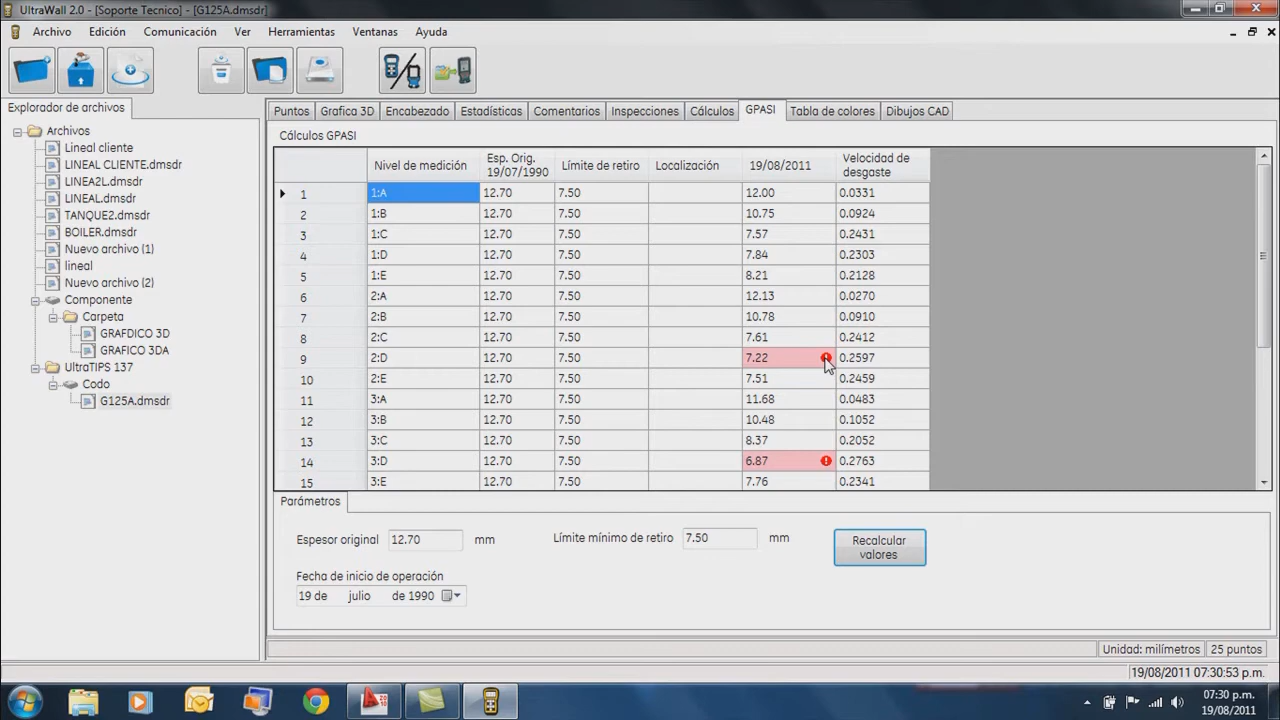 UltraWall 2.0 - [Soporte Tecnico] - [G125A.dmsdr]
Archivo Edición Comunicación Ver Herramientas Ventanas Ayuda
Explorador de archivos
Archivos
Lineal cliente
LINEAL CLIENTE.dmsdr
LINEA2L.dmsdr
LINEAL.dmsdr
TANQUE2.dmsdr
BOILER.dmsdr
Nuevo archivo (1)
lineal
Nuevo archivo (2)
Componente
Carpeta
GRAFDICO 3D
GRAFICO 3DA
UltraTIPS 137
Codo
G125A.dmsdr
Puntos Grafica 3D Encabezado Estadísticas Comentarios Inspecciones Cálculos GPASI Tabla de colores Dibujos CAD
Cálculos GPASI
Nivel de medición Esp. Orig. 19/07/1990 Límite de retiro Localización 19/08/2011 Velocidad de desgaste
1 1:A 12.70 7.50 12.00 0.0331
2 1:B 12.70 7.50 10.75 0.0924
3 1:C 12.70 7.50 7.57 0.2431
4 1:D 12.70 7.50 7.84 0.2303
5 1:E 12.70 7.50 8.21 0.2128
6 2:A 12.70 7.50 12.13 0.0270
7 2:B 12.70 7.50 10.78 0.0910
8 2:C 12.70 7.50 7.61 0.2412
9 2:D 12.70 7.50 7.22 0.2597
10 2:E 12.70 7.50 7.51 0.2459
11 3:A 12.70 7.50 11.68 0.0483
12 3:B 12.70 7.50 10.48 0.1052
13 3:C 12.70 7.50 8.37 0.2052
14 3:D 12.70 7.50 6.87 0.2763
15 3:E 12.70 7.50 7.76 0.2341
Parámetros
Espesor original 12.70 mm Límite mínimo de retiro 7.50 mm
Recalcular
valores
Fecha de inicio de operación
19 de julio de 1990
Unidad: milímetros 25 puntos
19/08/2011 07:30:53 p.m.
07:30 p.m.
19/08/2011